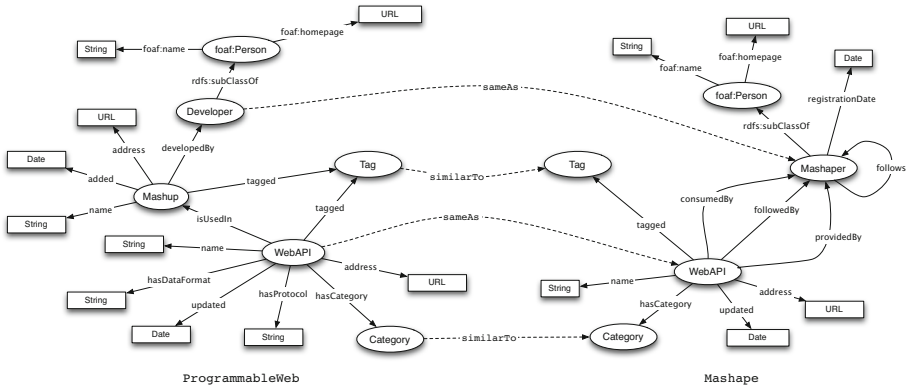 URL
foaf:homepage
String
foaf:name
foaf:Person
rdfs:subClassOf
Developer
URL
address
developedBy
Date
added
Mashup
tagged
Tag
name
String
isUsedIn
tagged
String
name
WebAPI
hasDataFormat
String
updated
Date
hasProtocol
String
hasCategory
address
URL
Category
sameAs
similarTo
sameAs
similarTo
URL
String
foaf:homepage
foaf:name
Date
foaf:Person
registrationDate
rdfs:subClassOf
Mashaper
follows
Tag
consumedBy
followedBy
tagged
providedBy
WebAPI
name
String
hasCategory
address
URL
updated
Date
Category
ProgrammableWeb
Mashape